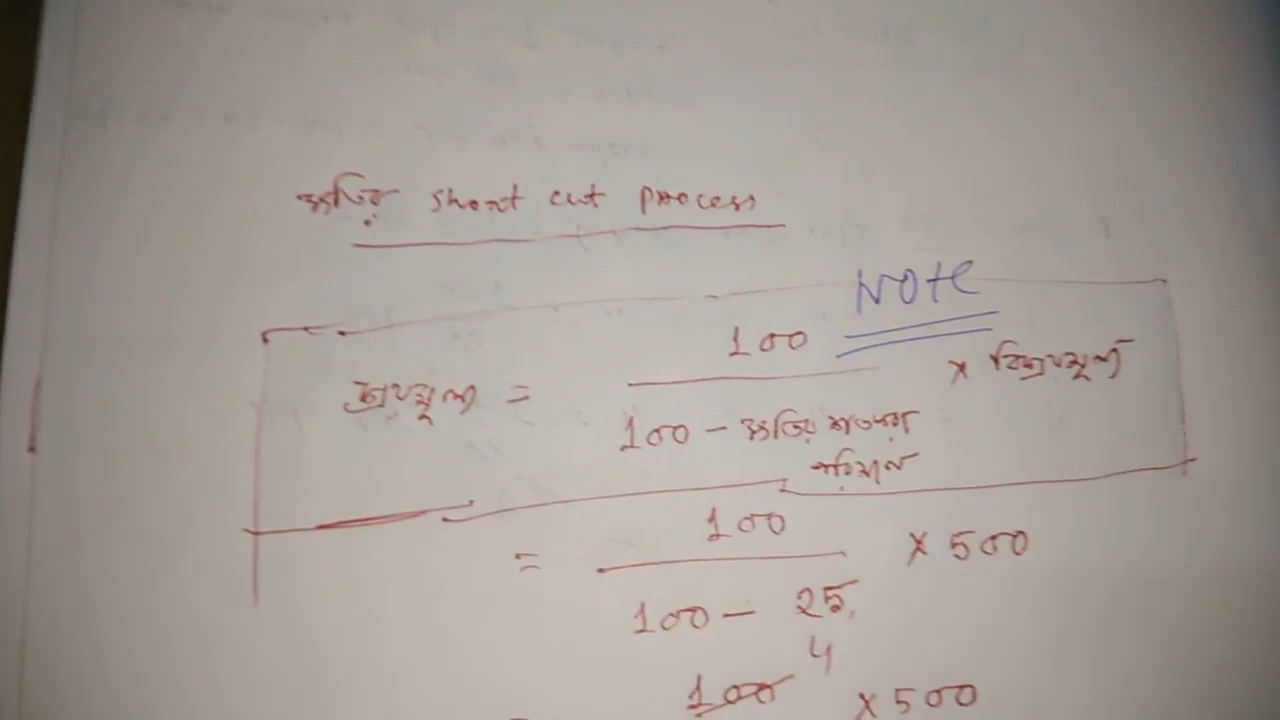 ক্ষতির short cut process
Note
ক্রয়মূল্য = 100 / 100 - ক্ষতির শতকরা পরিমান × বিক্রয়মূল্য
= 100 / 100 - 25 × 500
4
100 × 500